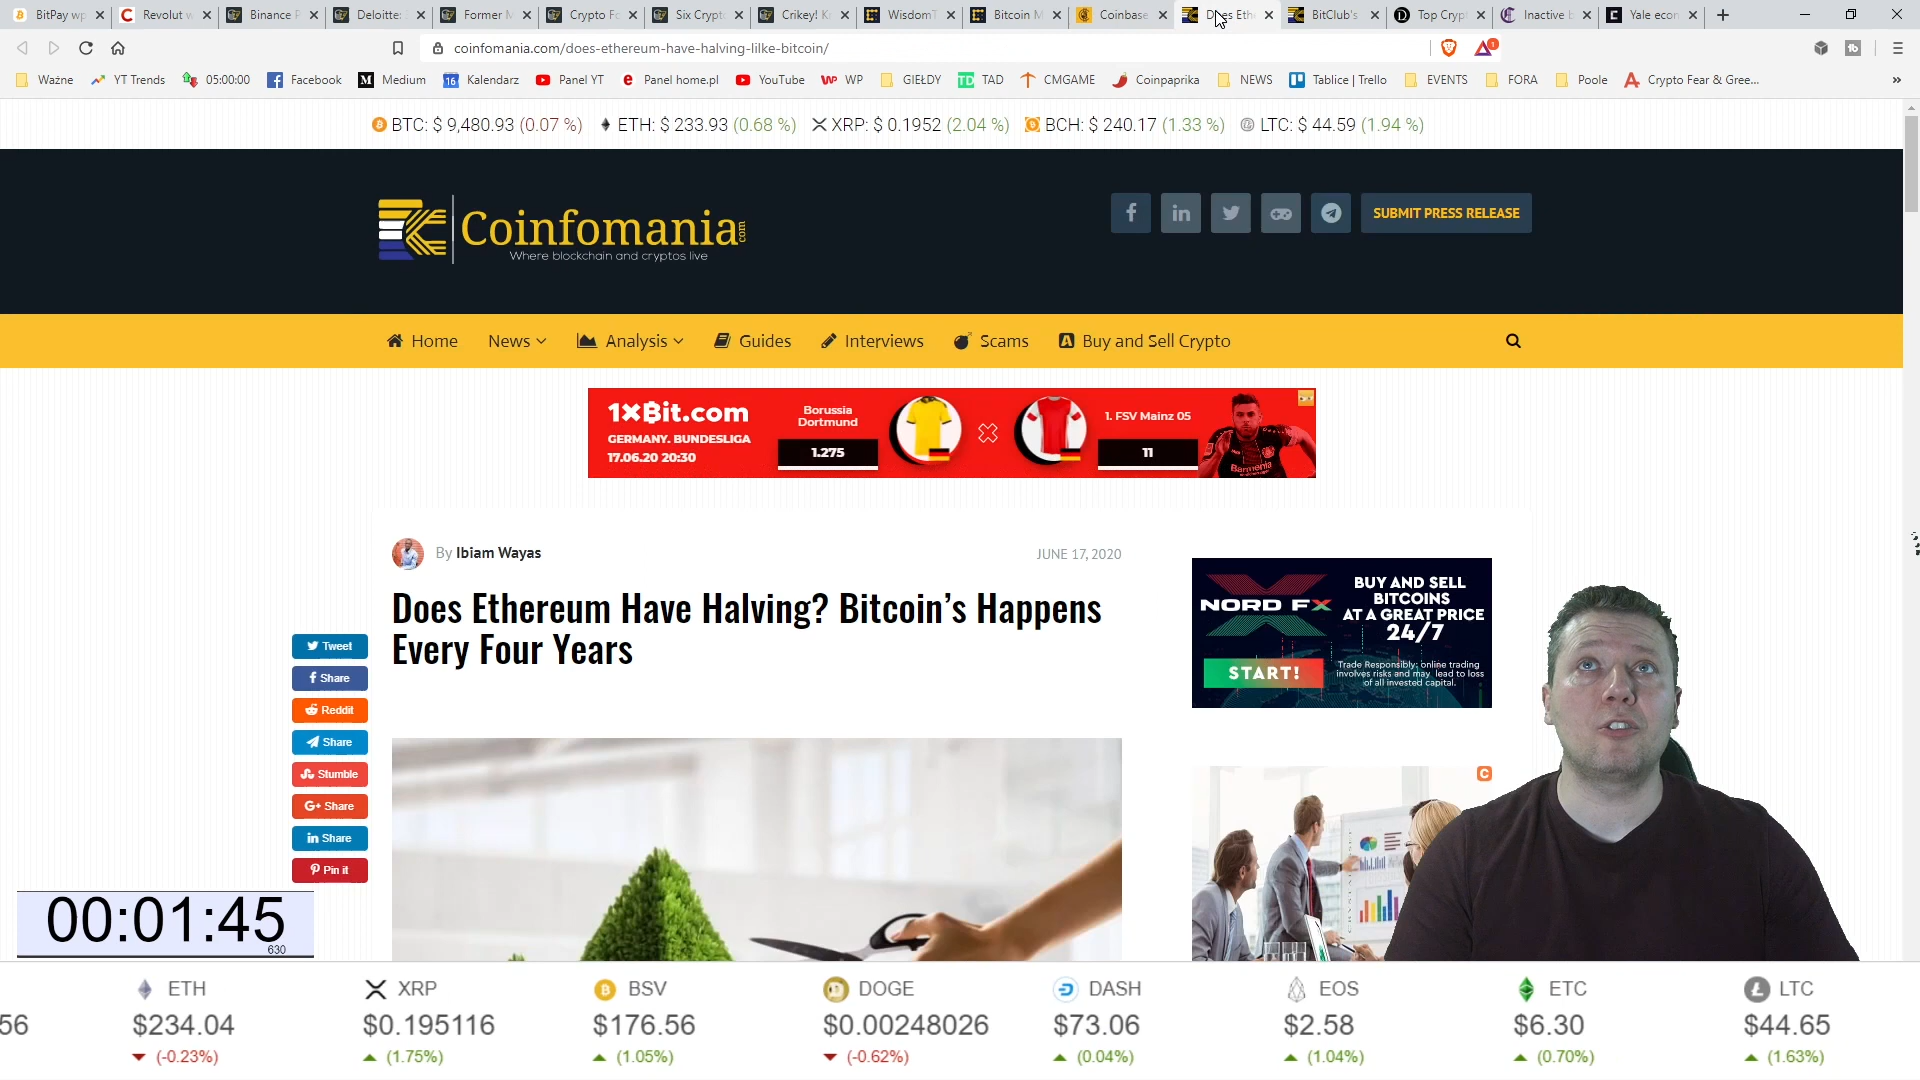 BitPay wp
Revolut w
Binance P
Deloitte:
Former M
Crypto Fo
Six Crypt
Crikey! K
WisdomT
Bitcoin M
Coinbase
Does Eth
BitClub's
Top Cryp
Inactive b
Yale econ
coinfomania.com/does-ethereum-have-halving-lilke-bitcoin/
1
Ważne
YT Trends
05:00:00
Facebook
Medium
16 Kalendarz
Panel YT
Panel home.pl
YouTube
WP
GIEŁDY
TD TAD
CMGAME
Coinpaprika
NEWS
Tablice | Trello
EVENTS
FORA
Poole
Crypto Fear & Gree...
»
BTC: $ 9,480.93 (0.07 %)
ETH: $ 233.93 (0.68 %)
XRP: $ 0.1952 (2.04 %)
BCH: $ 240.17 (1.33 %)
LTC: $ 44.59 (1.94 %)
Coinfomania.com
Where blockchain and cryptos live
SUBMIT PRESS RELEASE
Home
News
Analysis
Guides
Interviews
Scams
Buy and Sell Crypto
1XBit.com
GERMANY. BUNDESLIGA
17.06.20 20:30
Borussia
Dortmund
1.275
1. FSV Mainz 05
11
Barmenia
By Ibiam Wayas
JUNE 17, 2020
Does Ethereum Have Halving? Bitcoin’s Happens
Every Four Years
Tweet
Share
Reddit
Share
Stumble
G+ Share
in Share
Pin it
NORD FX
START!
BUY AND SELL
BITCOINS
AT A GREAT PRICE
24/7
Trade Responsibly: online trading
involves risks and may lead to loss
of all invested capital.
00:01:45
630
56
ETH
$234.04
(-0.23%)
XRP
$0.195116
(1.75%)
BSV
$176.56
(1.05%)
DOGE
$0.00248026
(-0.62%)
DASH
$73.06
(0.04%)
EOS
$2.58
(1.04%)
ETC
$6.30
(0.70%)
LTC
$44.65
(1.63%)